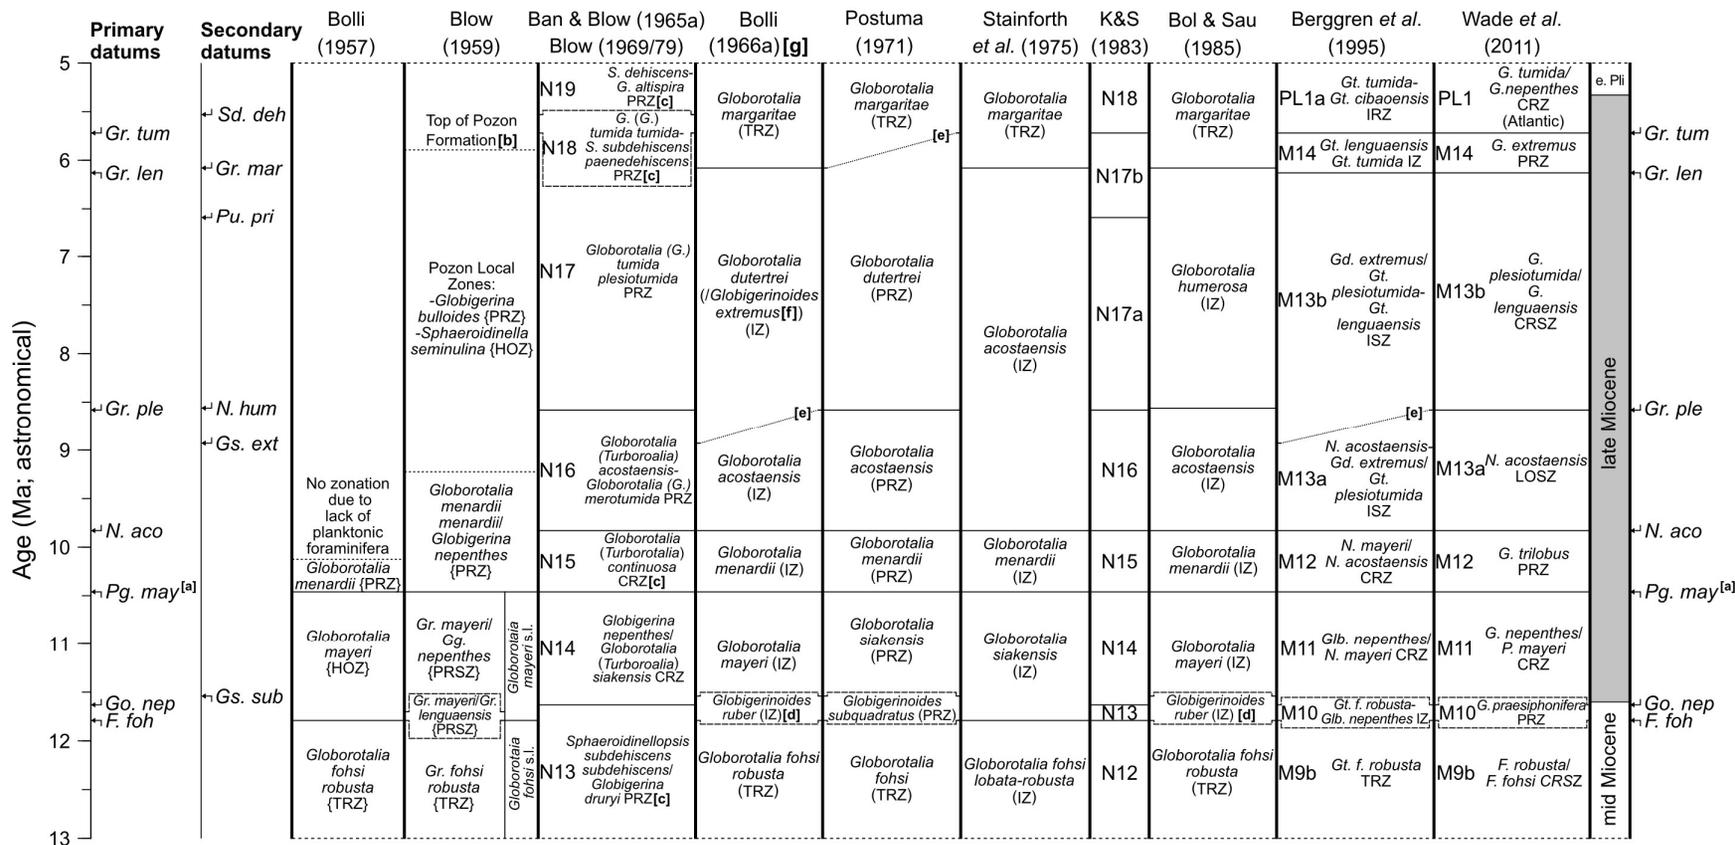 Primary
datums
Secondary
datums
Bolli
(1957)
Blow
(1959)
Ban & Blow (1965a)
Blow (1969/79)
Bolli
(1966a) [g]
Postuma
(1971)
Stainforth
et al. (1975)
K&S
(1983)
Bol & Sau
(1985)
Berggren et al.
(1995)
Wade et al.
(2011)
Age (Ma; astronomical)
5
6
7
8
9
10
11
12
13
Gr. tum
Gr. len
Gr. ple
N. aco
Pg. may[a]
Go. nep
F. foh
Sd. deh
Gr. mar
Pu. pri
N. hum
Gs. ext
Gs. sub
No zonation
due to
lack of
planktonic
foraminifera
Globorotalia
menardii {PRZ}
Globorotalia
mayeri
{HOZ}
Globorotalia
fohsi
robusta
{TRZ}
Top of Pozon
Formation[b]
Pozon Local
Zones:
-Globigerina
bulloides {PRZ}
-Sphaeroidinella
seminulina {HOZ}
Globorotalia
menardii
menardii/
Globigerina
nepenthes
{PRZ}
Gr. mayeri/
Gg.
nepenthes
{PRSZ}
Gr. mayeri/Gr.
lenguaensis
{PRSZ}
Gr. fohsi
robusta
{TRZ}
Globorotaia
mayeri s.l.
Globorotaia
fohsi s.l.
N19
S. dehiscens-
G. altispira
PRZ[c]
N18
G. (G.)
tumida tumida-
S. subdehiscens
paenedehiscens
PRZ[c]
N17
Globorotalia (G.)
tumida
plesiotumida
PRZ
N16
Globorotalia
(Turboroalia)
acostaensis-
Globorotalia (G.)
merotumida PRZ
N15
Globorotalia
(Turborotalia)
continuosa
CRZ[c]
N14
Globigerina
nepenthes/
Globorotalia
(Turboroalia)
siakensis CRZ
N13
Sphaeroidinellopsis
subdehiscens
subdehiscens/
Globigerina
druryi PRZ[c]
Globorotalia
margaritae
(TRZ)
Globorotalia
dutertrei
(/Globigerinoides
extremus[f])
(IZ)
[e]
Globorotalia
acostaensis
(IZ)
Globorotalia
menardii (IZ)
Globorotalia
mayeri (IZ)
Globigerinoides
ruber (IZ)[d]
Globorotalia fohsi
robusta
(TRZ)
Globorotalia
margaritae
(TRZ)
[e]
Globorotalia
dutertrei
(PRZ)
Globorotalia
acostaensis
(PRZ)
Globorotalia
menardii
(PRZ)
Globorotalia
siakensis
(PRZ)
Globigerinoides
subquadratus (PRZ)
Globorotalia
fohsi
(TRZ)
Globorotalia
margaritae
(TRZ)
Globorotalia
acostaensis
(IZ)
Globorotalia
menardii
(IZ)
Globorotalia
siakensis
(IZ)
Globorotalia fohsi
lobata-robusta
(IZ)
N18
N17b
N17a
N16
N15
N14
N13
N12
Globorotalia
margaritae
(TRZ)
Globorotalia
humerosa
(IZ)
Globorotalia
acostaensis
(IZ)
Globorotalia
menardii (IZ)
Globorotalia
mayeri (IZ)
Globigerinoides
ruber (IZ) [d]
Globorotalia fohsi
robusta
(TRZ)
PL1a
Gt. tumida-
Gt. cibaoensis
IRZ
M14
Gt. lenguaensis
Gt. tumida IZ
M13b
Gd. extremus/
Gt.
plesiotumida-
Gt.
lenguaensis
ISZ
[e]
M13a
N. acostaensis-
Gd. extremus/
Gt.
plesiotumida
ISZ
M12
N. mayeri/
N. acostaensis
CRZ
M11
Glb. nepenthes/
N. mayeri CRZ
M10
Gt. f. robusta-
Glb. nepenthes IZ
M9b
Gt. f. robusta
TRZ
PL1
G. tumida/
G.nepenthes
CRZ
(Atlantic)
M14
G. extremus
PRZ
M13b
G.
plesiotumida/
G.
lenguaensis
CRSZ
M13a
N. acostaensis
LOSZ
M12
G. trilobus
PRZ
M11
G. nepenthes/
P. mayeri
CRZ
M10
G. praesiphonifera
PRZ
M9b
F. robusta/
F. fohsi CRSZ
e. Pli
late Miocene
mid Miocene
Gr. tum
Gr. len
Gr. ple
N. aco
Pg. may[a]
Go. nep
F. foh